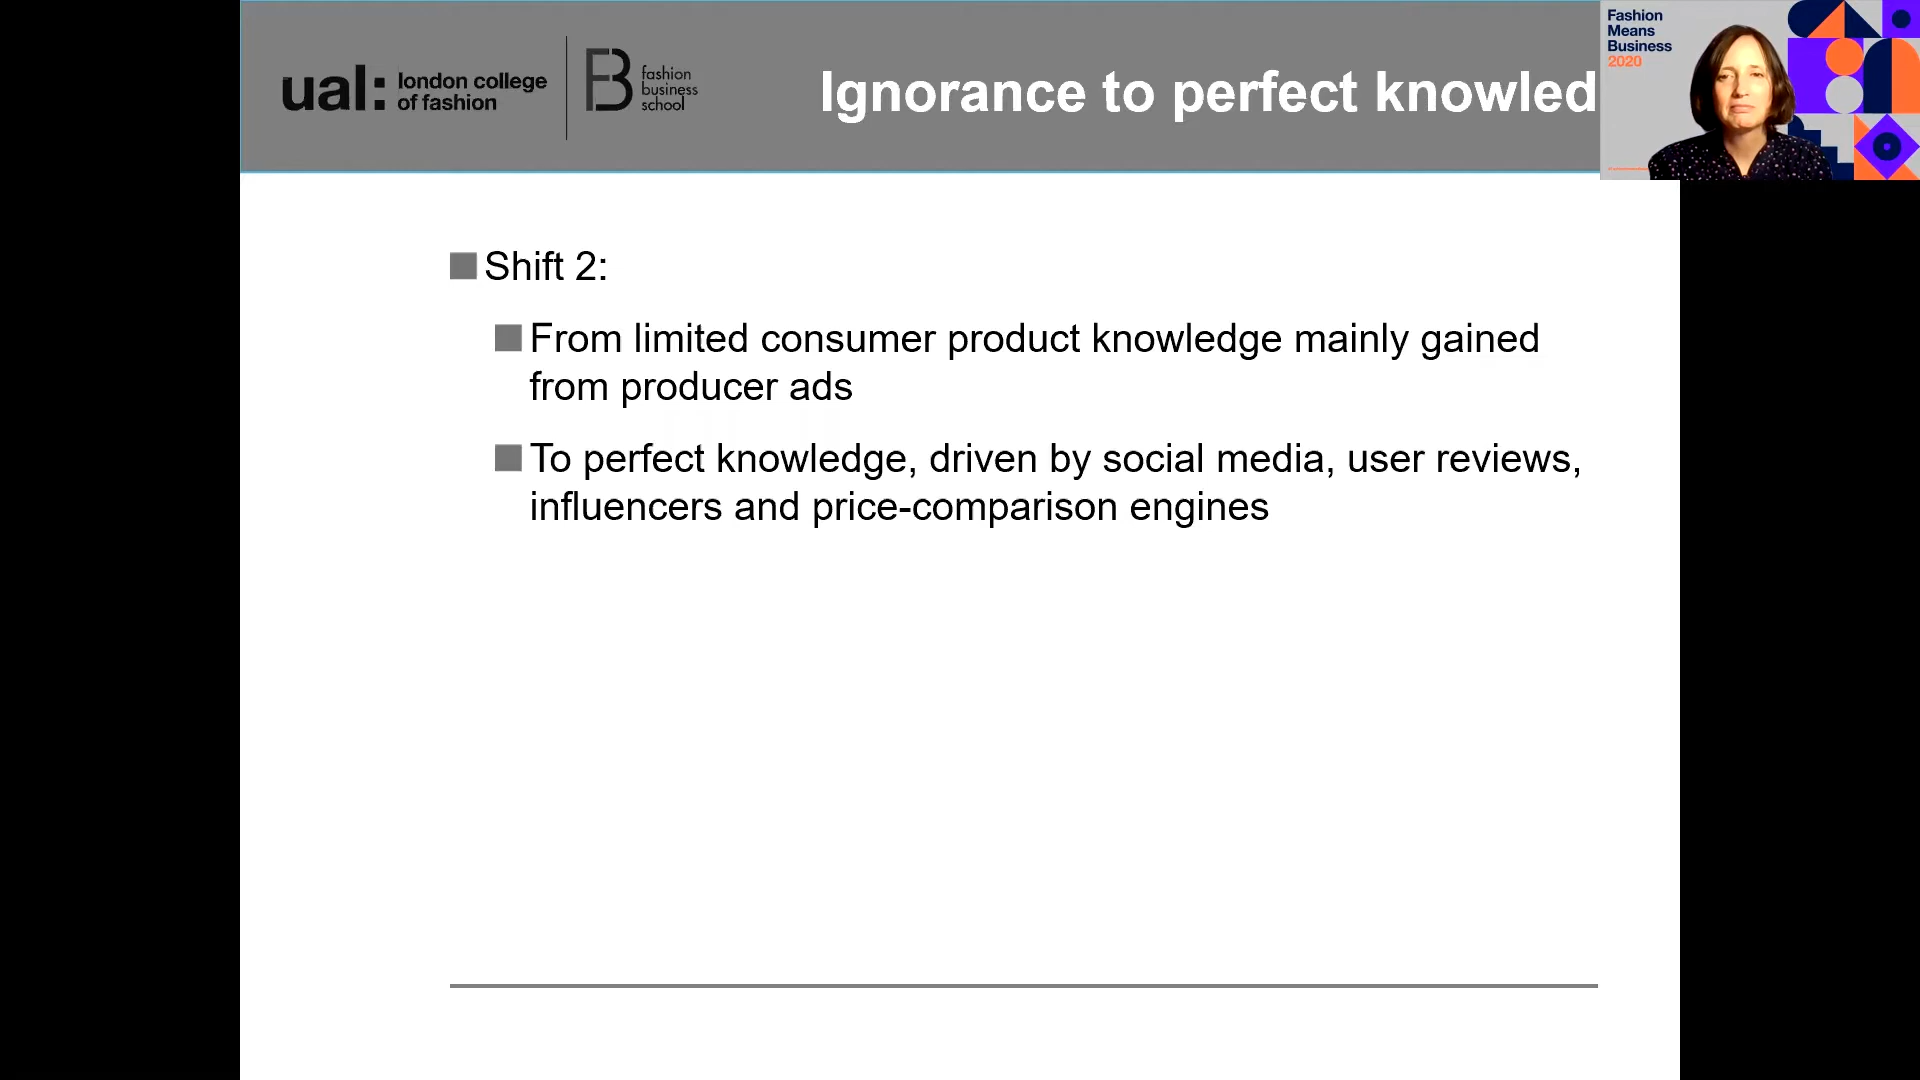 ual: london college of fashion
fashion
business
school
Ignorance to perfect knowled
Fashion
Means
Business
2020
Shift 2:
From limited consumer product knowledge mainly gained
from producer ads
To perfect knowledge, driven by social media, user reviews,
influencers and price-comparison engines